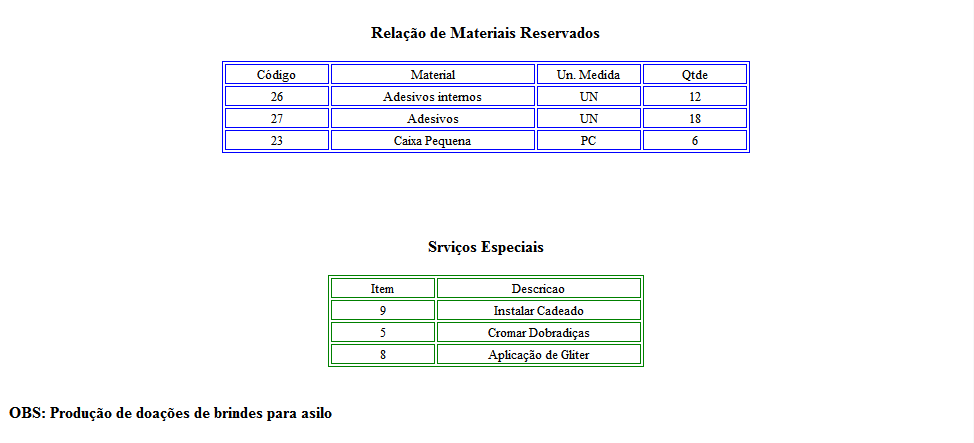 Relação de Materiais Reservados
Código Material Un. Medida Qtde
26 Adesivos internos UN 12
27 Adesivos UN 18
23 Caixa Pequena PC 6
Srviços Especiais
Item Descricao
9 Instalar Cadeado
5 Cromar Dobradiças
8 Aplicação de Gliter
OBS: Produção de doações de brindes para asilo